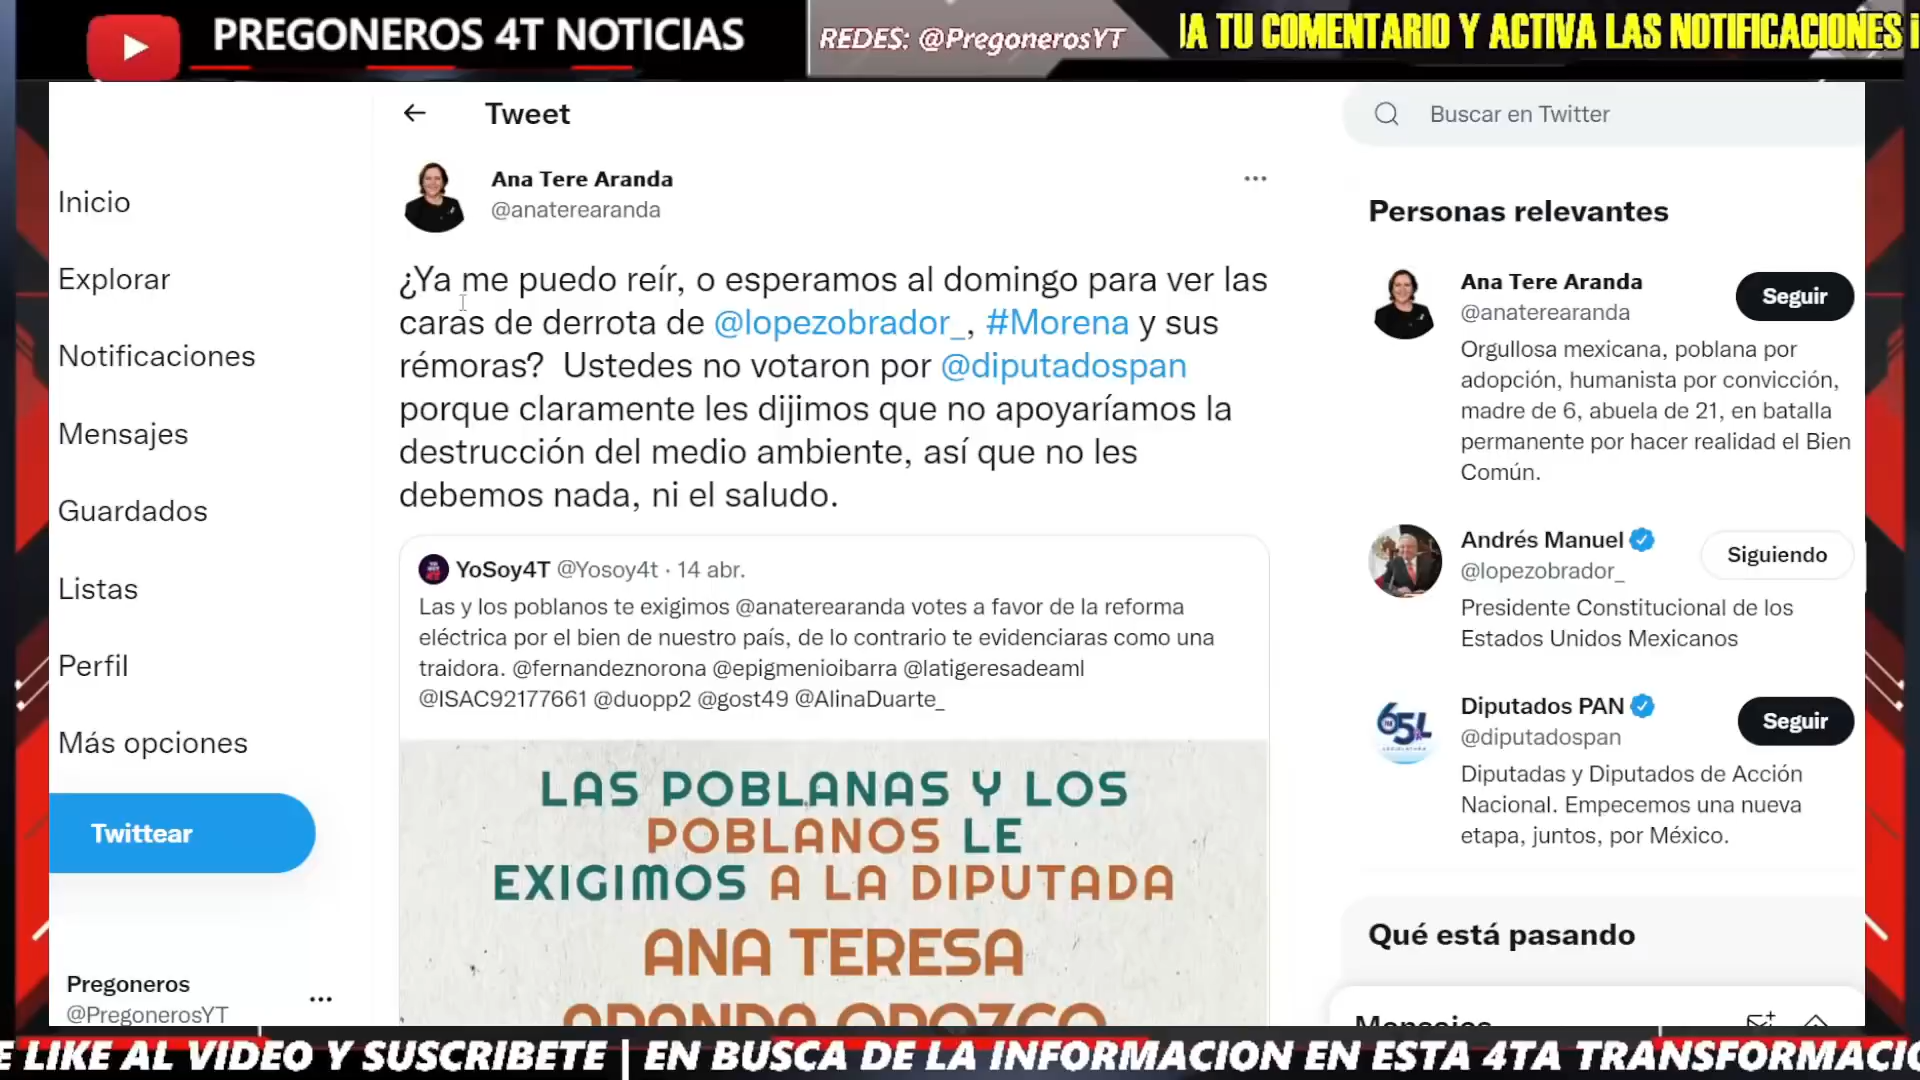 PREGONEROS 4T NOTICIAS
REDES: @PregonerosYT
A TU COMENTARIO Y ACTIVA LAS NOTIFICACIONES
Inicio
Explorar
Notificaciones
Mensajes
Guardados
Listas
Perfil
Más opciones
Twittear
Pregoneros
@PregonerosYT
Tweet
Ana Tere Aranda
@anaterearanda
¿Ya me puedo reír, o esperamos al domingo para ver las
caras de derrota de @lopezobrador_, #Morena y sus
rémoras?  Ustedes no votaron por @diputadospan
porque claramente les dijimos que no apoyaríamos la
destrucción del medio ambiente, así que no les
debemos nada, ni el saludo.
YoSoy4T @Yosoy4t · 14 abr.
Las y los poblanos te exigimos @anaterearanda votes a favor de la reforma
eléctrica por el bien de nuestro país, de lo contrario te evidenciaras como una
traidora. @fernandeznorona @epigmenioibarra @latigeresadeaml
@ISAC92177661 @duopp2 @gost49 @AlinaDuarte_
LAS POBLANAS Y LOS
POBLANOS LE
EXIGIMOS A LA DIPUTADA
ANA TERESA
ARANDA OROZCO
Buscar en Twitter
Personas relevantes
Ana Tere Aranda
@anaterearanda
Seguir
Orgullosa mexicana, poblana por
adopción, humanista por convicción,
madre de 6, abuela de 21, en batalla
permanente por hacer realidad el Bien
Común.
Andrés Manuel
@lopezobrador_
Siguiendo
Presidente Constitucional de los
Estados Unidos Mexicanos
65L
Diputados PAN
@diputadospan
Seguir
Diputadas y Diputados de Acción
Nacional. Empecemos una nueva
etapa, juntos, por México.
Qué está pasando
Mensajes
E LIKE AL VIDEO Y SUSCRIBETE | EN BUSCA DE LA INFORMACION EN ESTA 4TA TRANSFORMACIO